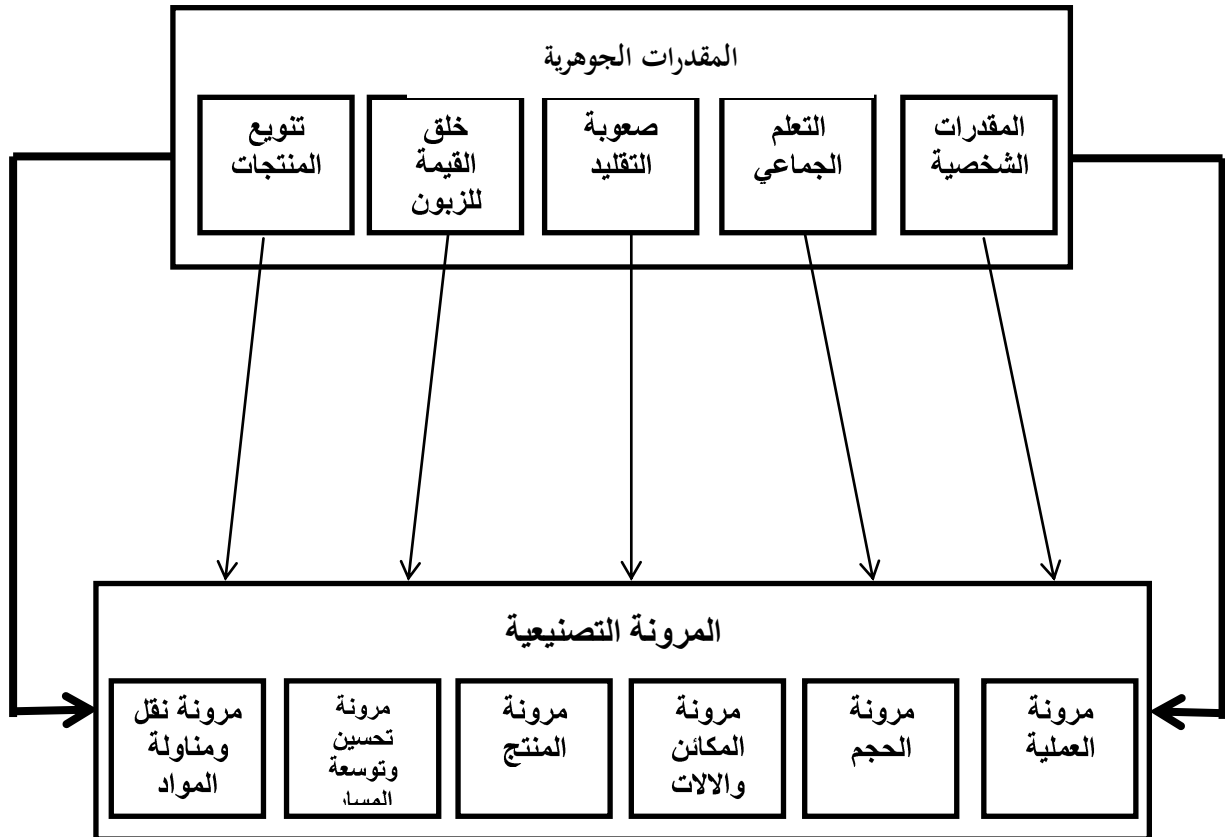 المقدرات الجوهرية
المقدرات
الشخصية
التعلم
الجماعي
صعوبة
التقليد
خلق
القيمة
للزبون
تنويع
المنتجات
المرونة التصنيعية
مرونة
العملية
مرونة
الحجم
مرونة
المكائن
والالات
مرونة
المنتج
مرونة
تحسين
وتوسعة
المسار
مرونة نقل
ومناولة
المواد